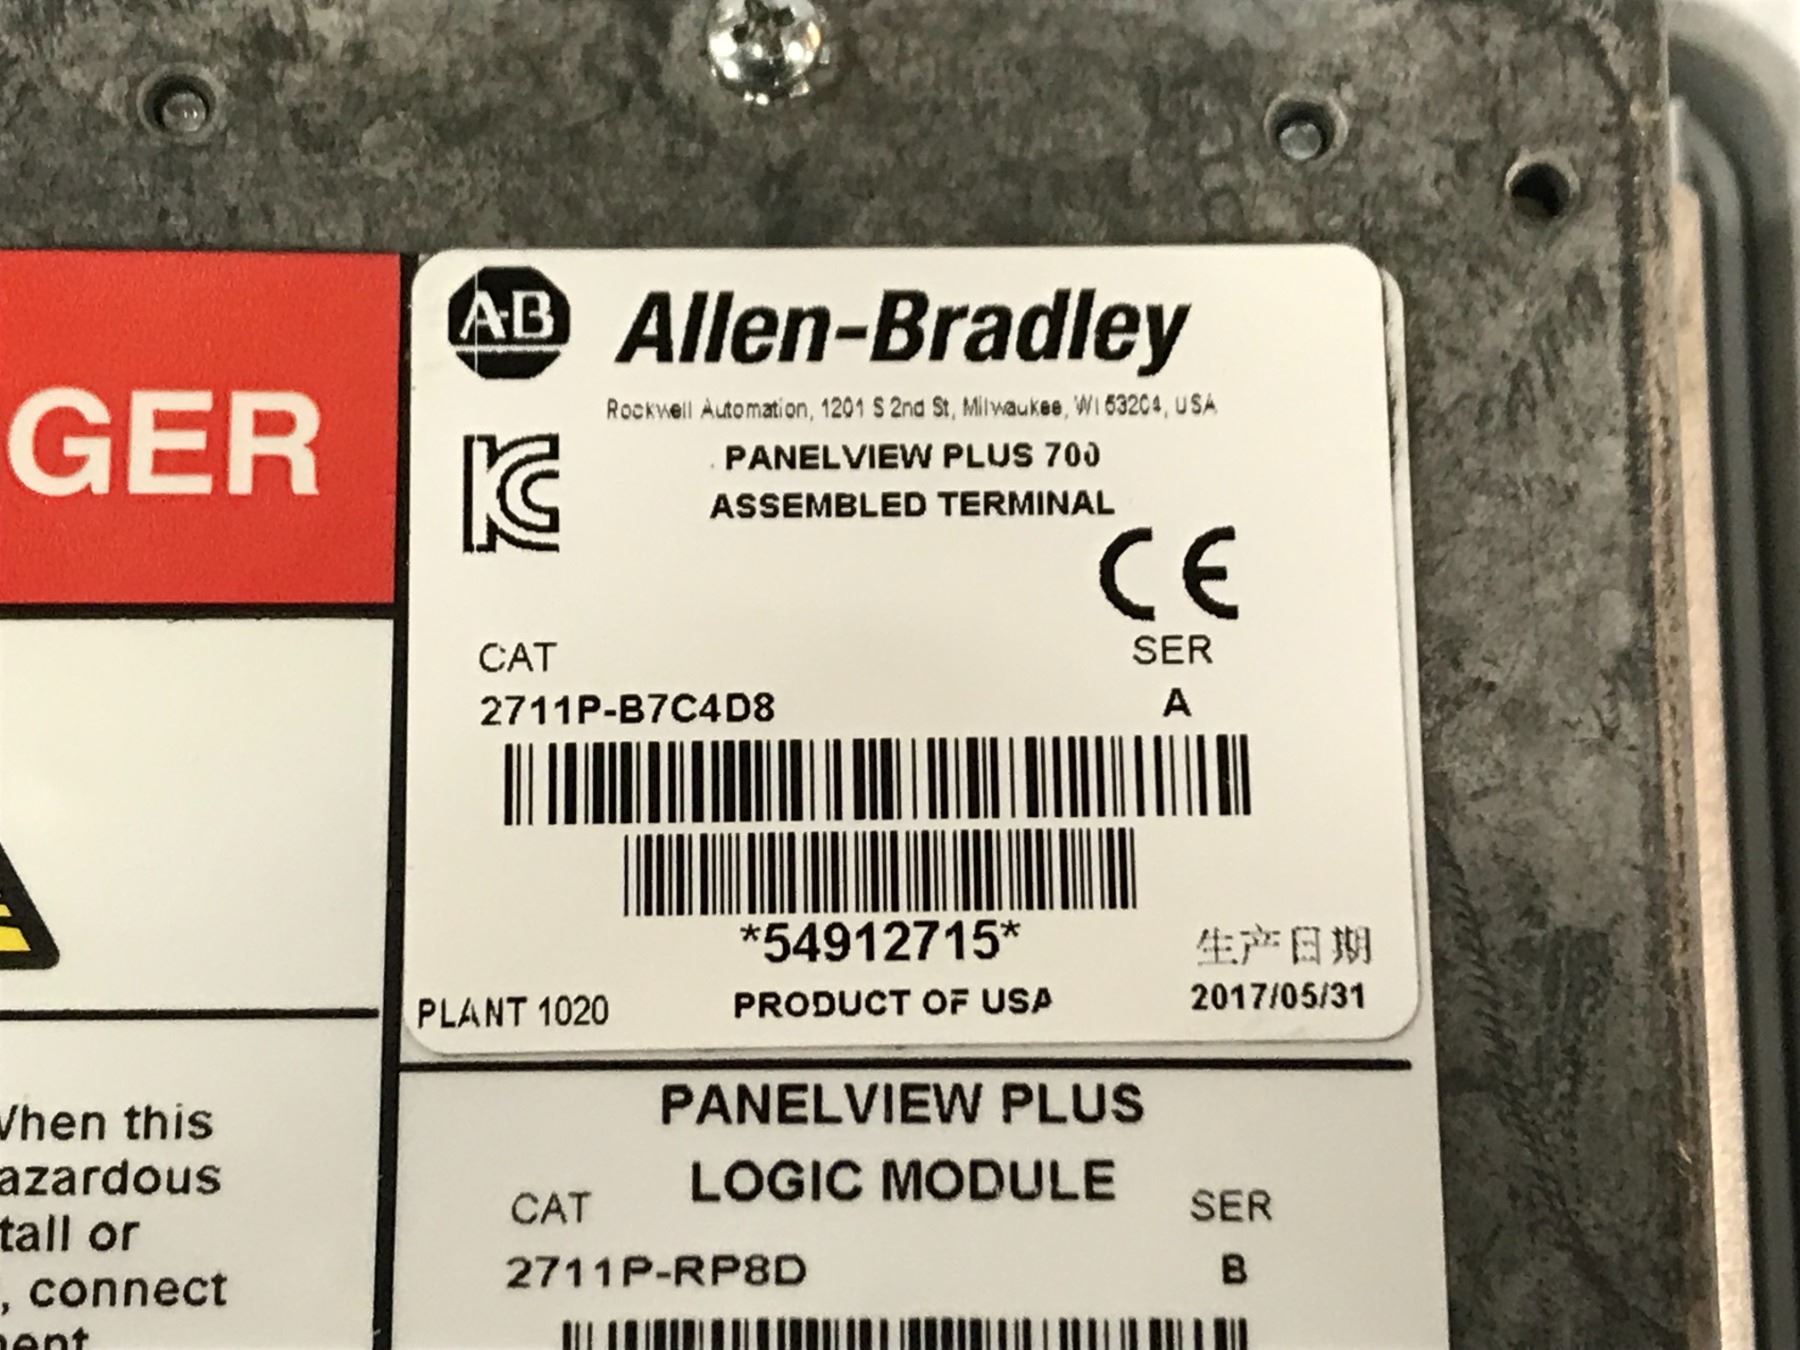 GER
A-B
Allen-Bradley
Rockwell Automation, 1201 S 2nd St, Milwaukee, WI 53204, USA
PANELVIEW PLUS 700
ASSEMBLED TERMINAL
CE
CAT
SER
2711P-B7C4D8
A
*54912715*
生产日期
PLANT 1020
PRODUCT OF USA
2017/05/31
PANELVIEW PLUS
LOGIC MODULE
CAT
SER
2711P-RP8D
B
When this
azardous
tall or
, connect
ment